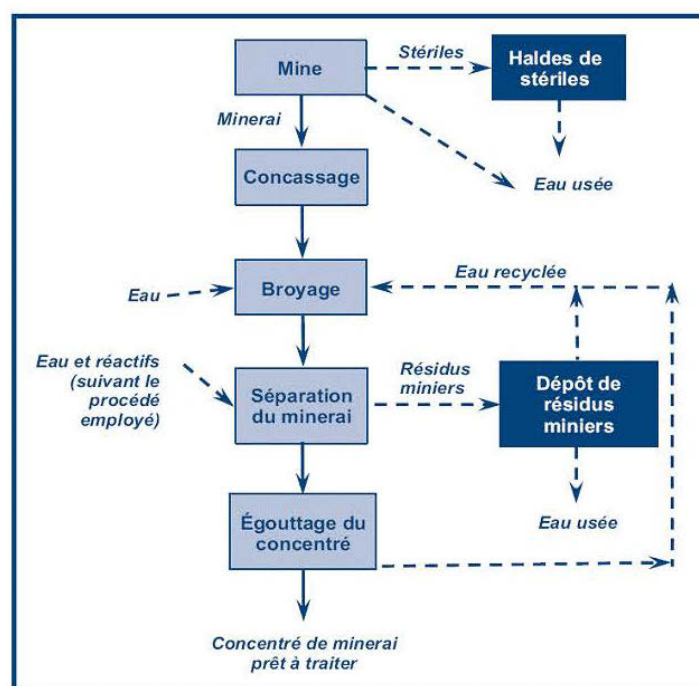 Mine
Stériles
Haldes de
stériles
Minerai
Concassage
Eau usée
Eau recyclée
Eau
Broyage
Eau et réactifs
(suivant le
procédé
employé)
Séparation
du minerai
Résidus
miniers
Dépôt de
résidus
miniers
Égouttage du
concentré
Eau usée
Concentré de minerai
prêt à traiter